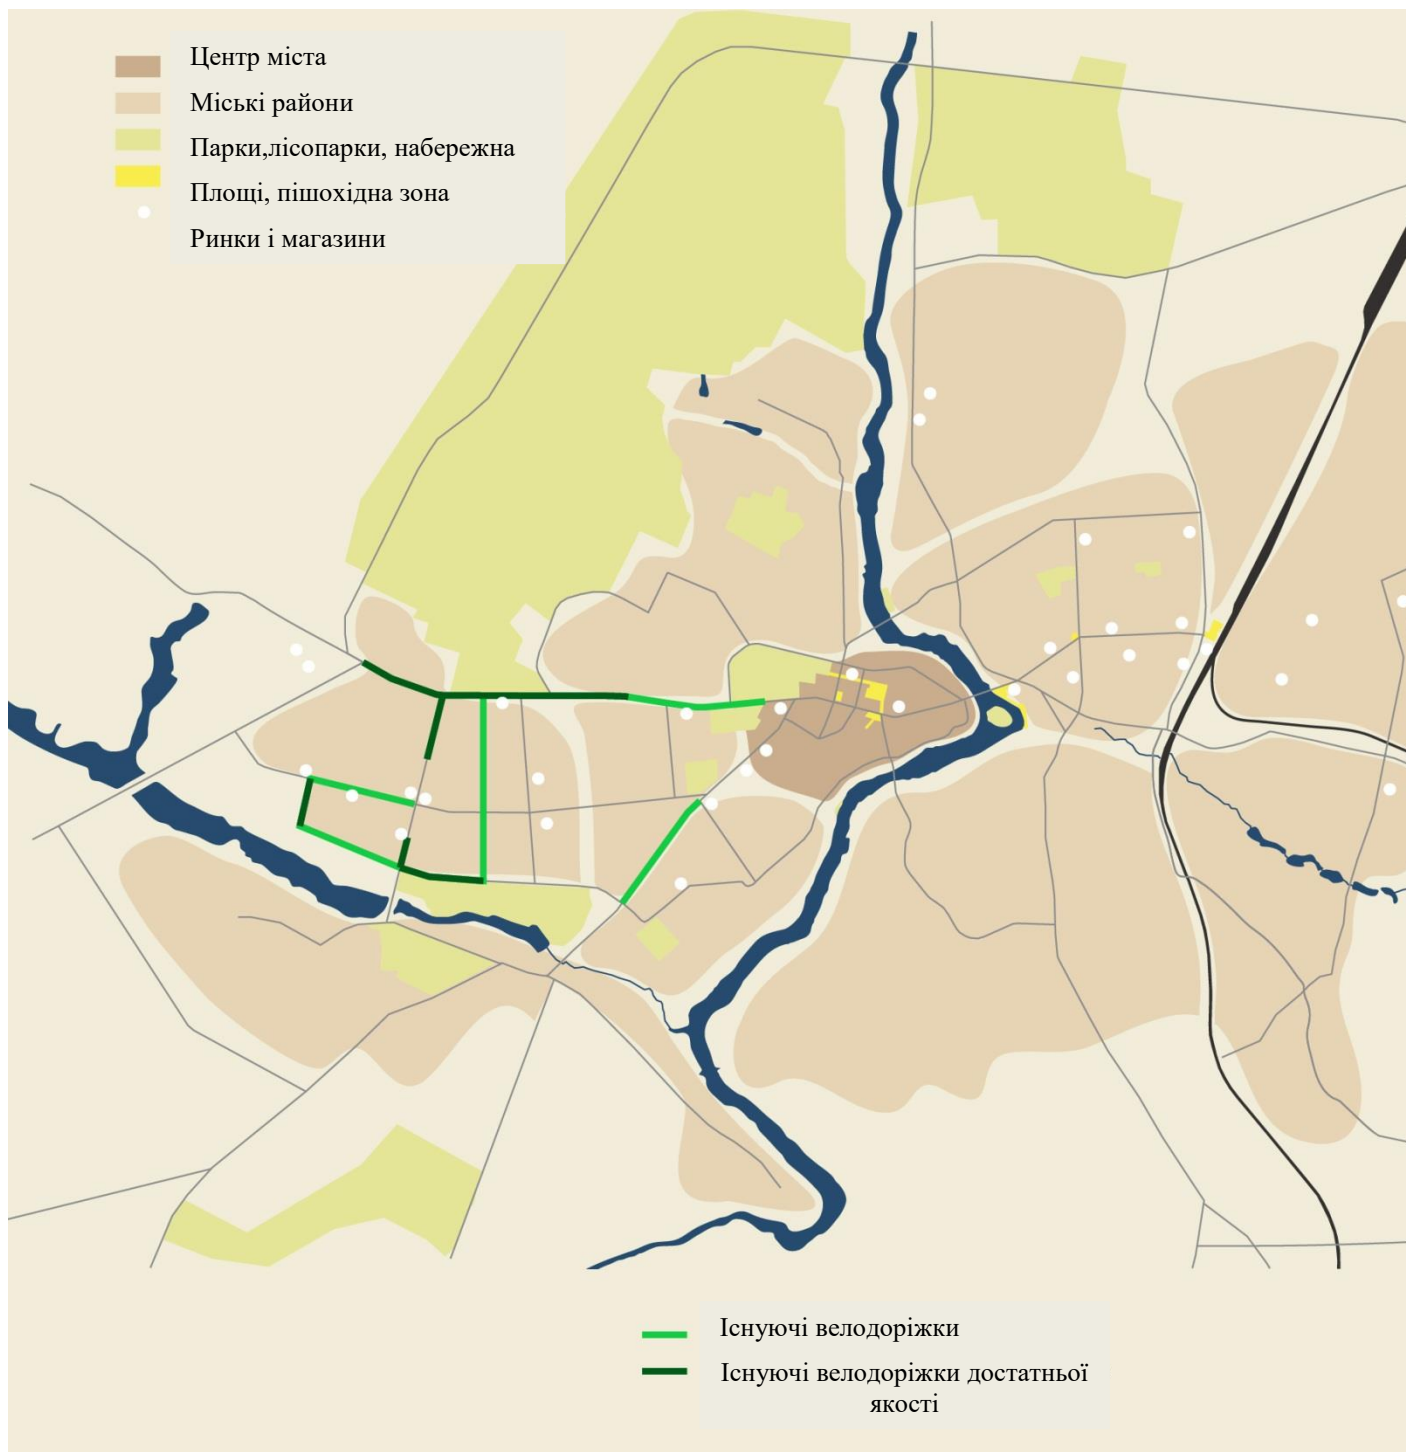 Центр міста
Міські райони
Парки,лісопарки, набережна
Площі, пішохідна зона
Ринки і магазини
Існуючі велодоріжки
Існуючі велодоріжки достатньої
якості